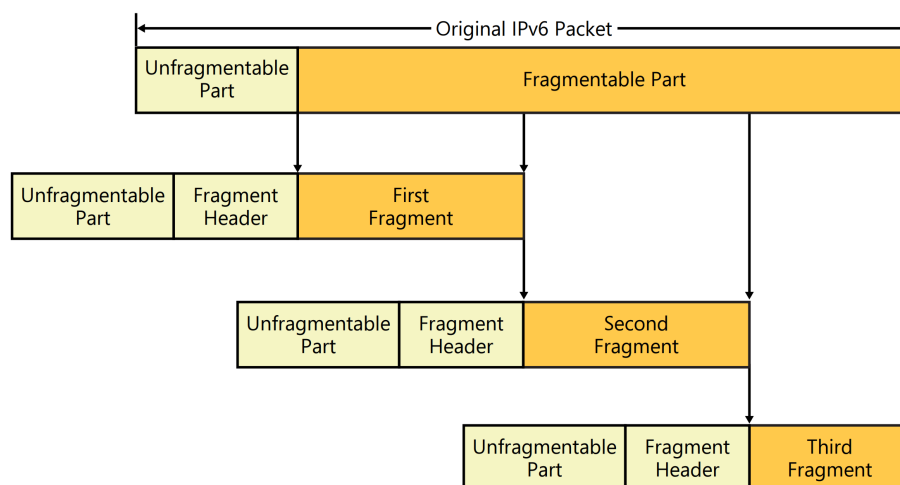 Original IPv6 Packet
Unfragmentable
Part
Fragmentable Part
Unfragmentable
Part
Fragment
Header
First
Fragment
Unfragmentable
Part
Fragment
Header
Second
Fragment
Unfragmentable
Part
Fragment
Header
Third
Fragment